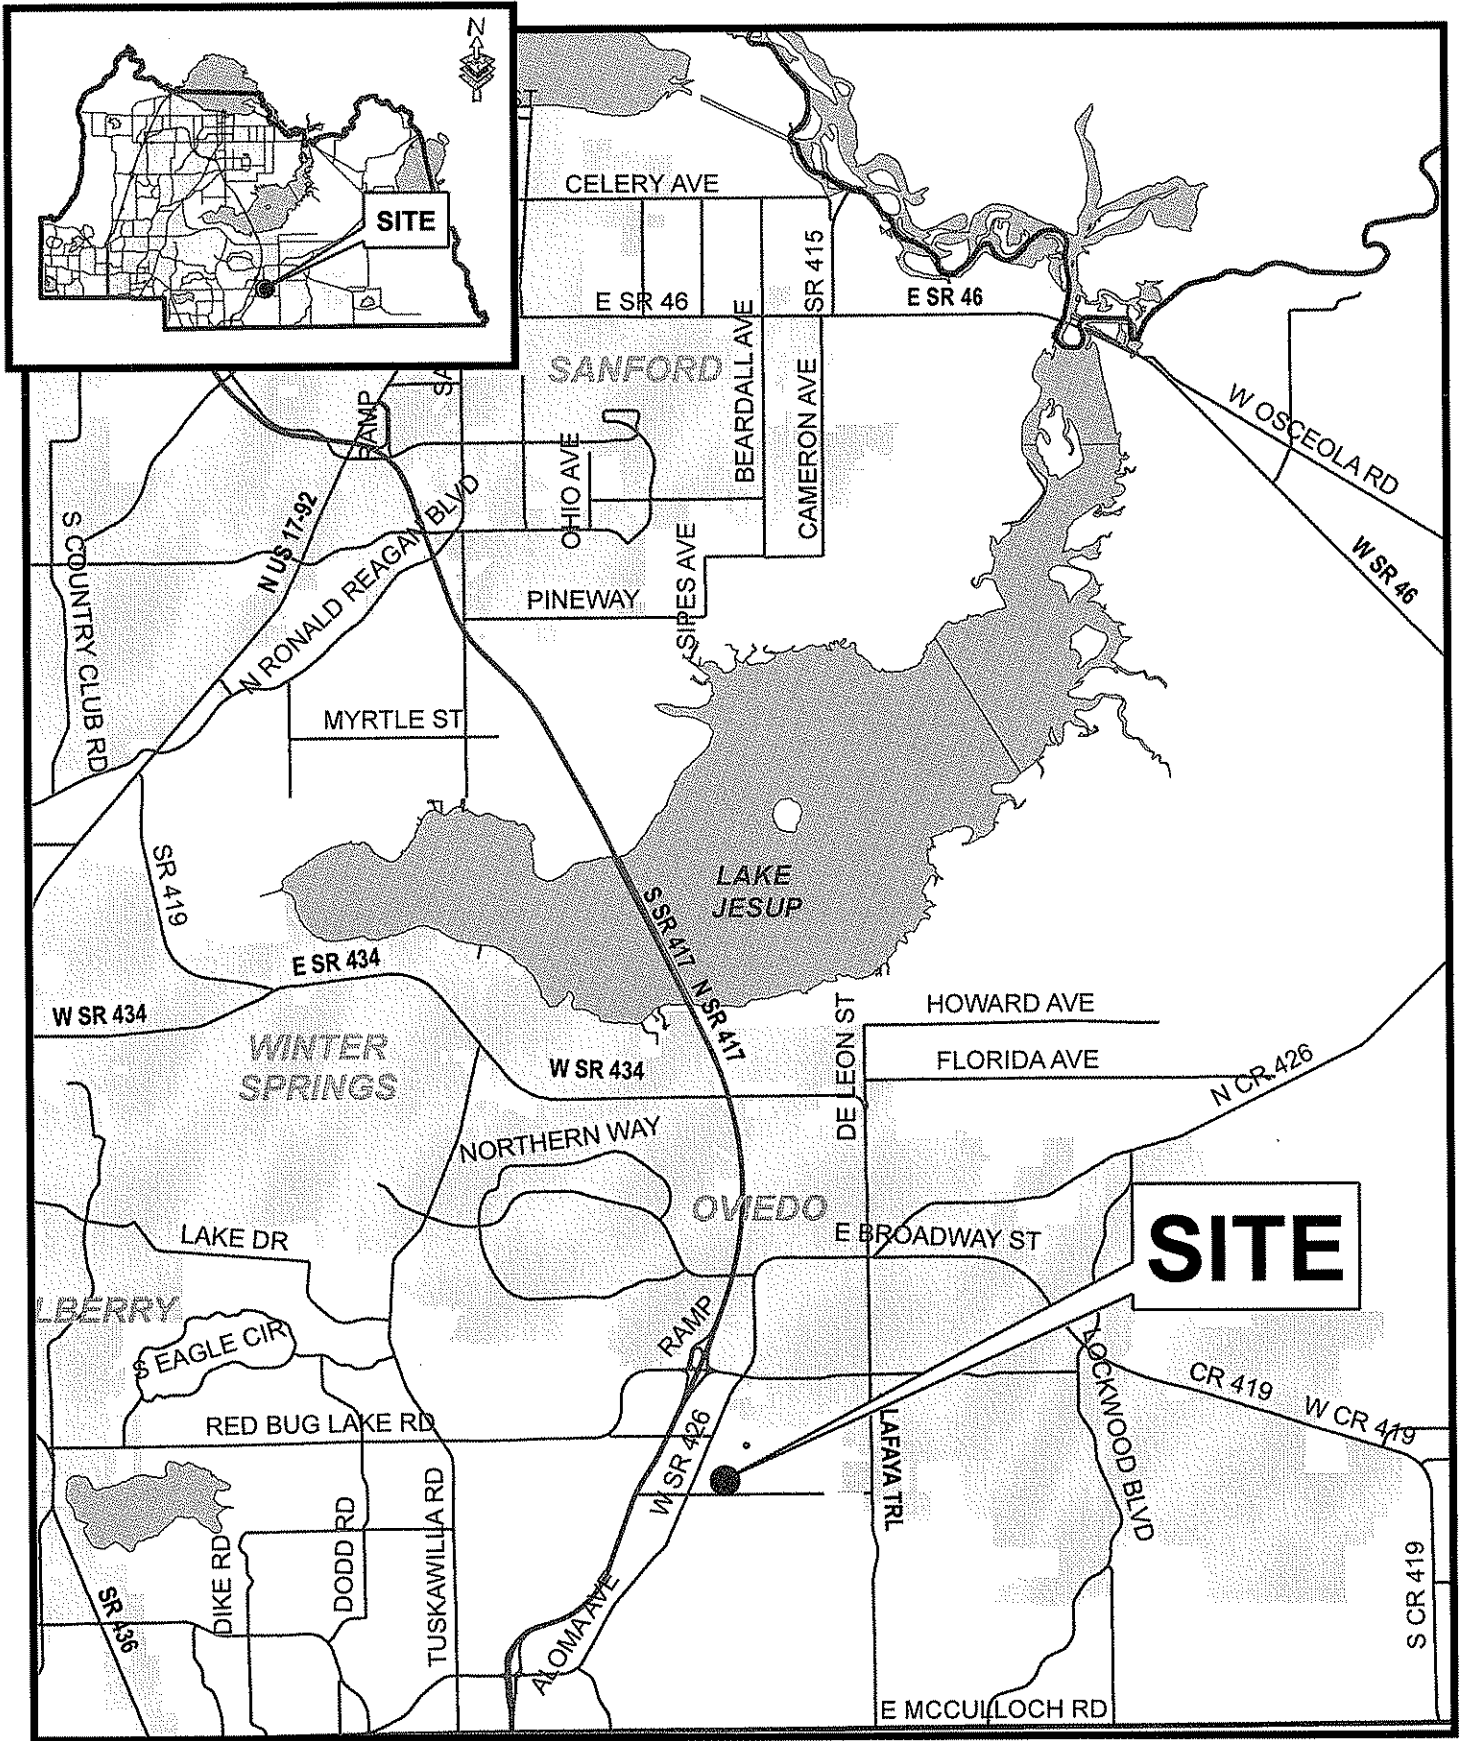 N
SITE
ST
CELERY AVE
SR 415
E SR 46
E SR 46
SANFORD
BEARDALL AVE
CAMERON AVE
W OSCEOLA RD
W SR 46
SA
RAMP
OHIO AVE
S COUNTRY CLUB RD
N US 17-92
N RONALD REAGAN BLVD
PINEWAY
SIPES AVE
MYRTLE ST
SR 419
LAKE
JESUP
S SR 417
N SR 417
E SR 434
W SR 434
WINTER
SPRINGS
W SR 434
DE LEON ST
HOWARD AVE
FLORIDA AVE
N CR 426
NORTHERN WAY
OVIEDO
E BROADWAY ST
SITE
LAKE DR
LBERRY
S EAGLE CIR
RAMP
RED BUG LAKE RD
W SR 426
LAFAYA TRL
LOCKWOOD BLVD
CR 419
W CR 419
S CR 419
DIKE RD
DODD RD
TUSKAWILLA RD
SR 436
ALOMA AVE
E MCCULLOCH RD